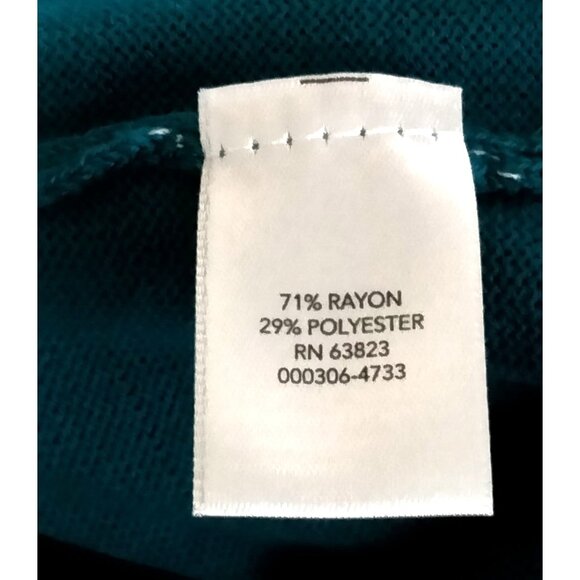 71% RAYON
29% POLYESTER
RN 63823
000306-4733